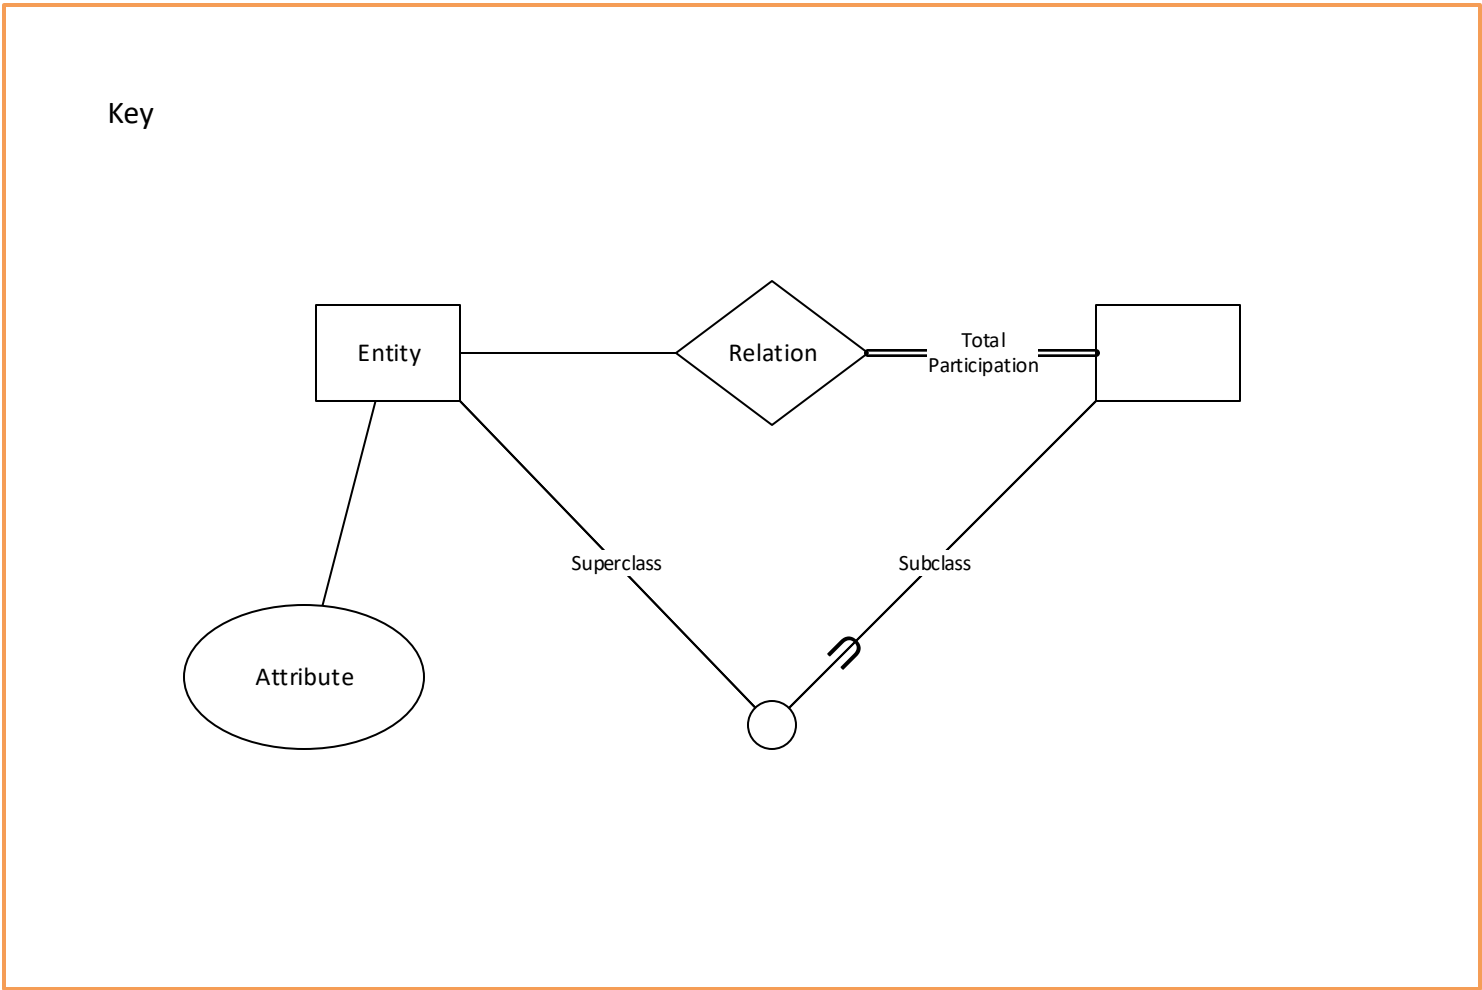 Key
Entity
Relation
Total
Participation
Superclass
Subclass
Attribute